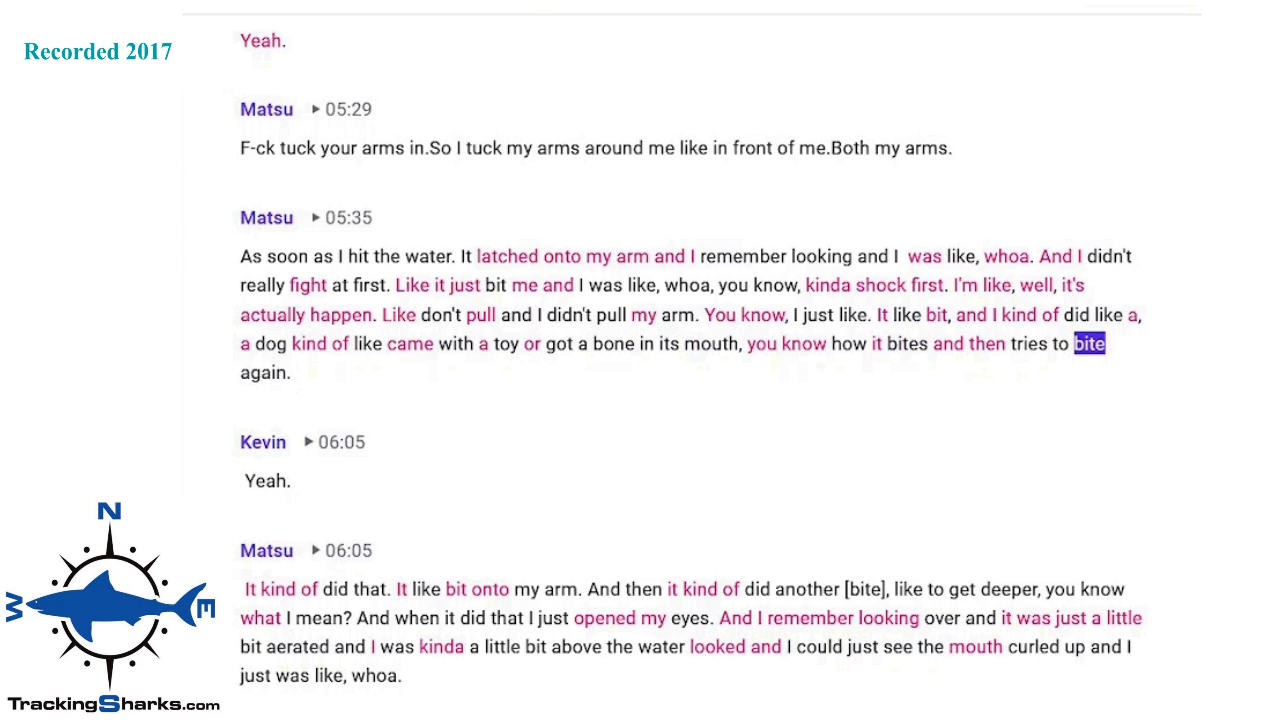 Recorded 2017
Yeah.
Matsu 05:29
F-ck tuck your arms in.So I tuck my arms around me like in front of me.Both my arms.
Matsu 05:35
As soon as I hit the water. It latched onto my arm and I remember looking and I was like, whoa. And I didn't
really fight at first. Like it just bit me and I was like, whoa, you know, kinda shock first. I'm like, well, it's
actually happen. Like don't pull and I didn't pull my arm. You know, I just like. It like bit, and I kind of did like a,
a dog kind of like came with a toy or got a bone in its mouth, you know how it bites and then tries to bite
again.
Kevin 06:05
Yeah.
Matsu 06:05
It kind of did that. It like bit onto my arm. And then it kind of did another [bite], like to get deeper, you know
what I mean? And when it did that I just opened my eyes. And I remember looking over and it was just a little
bit aerated and I was kinda a little bit above the water looked and I could just see the mouth curled up and I
just was like, whoa.
N
W
E
TrackingSharks.com